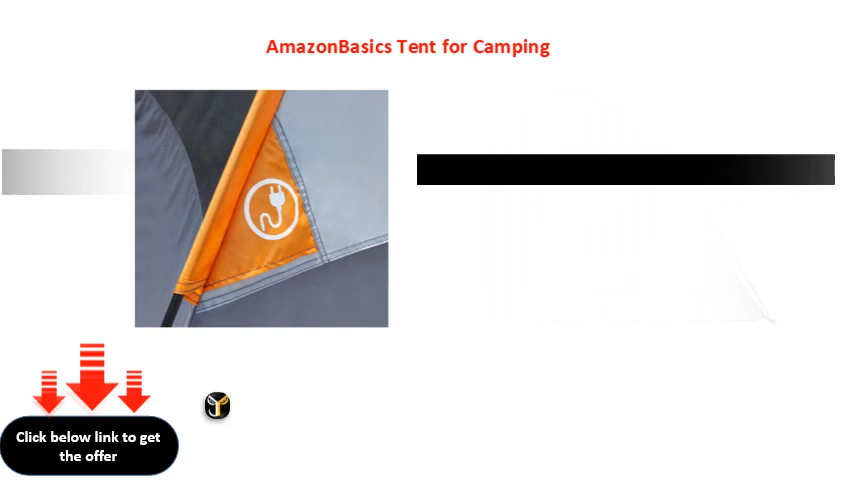 AmazonBasics Tent for Camping
Click below link to get
the offer